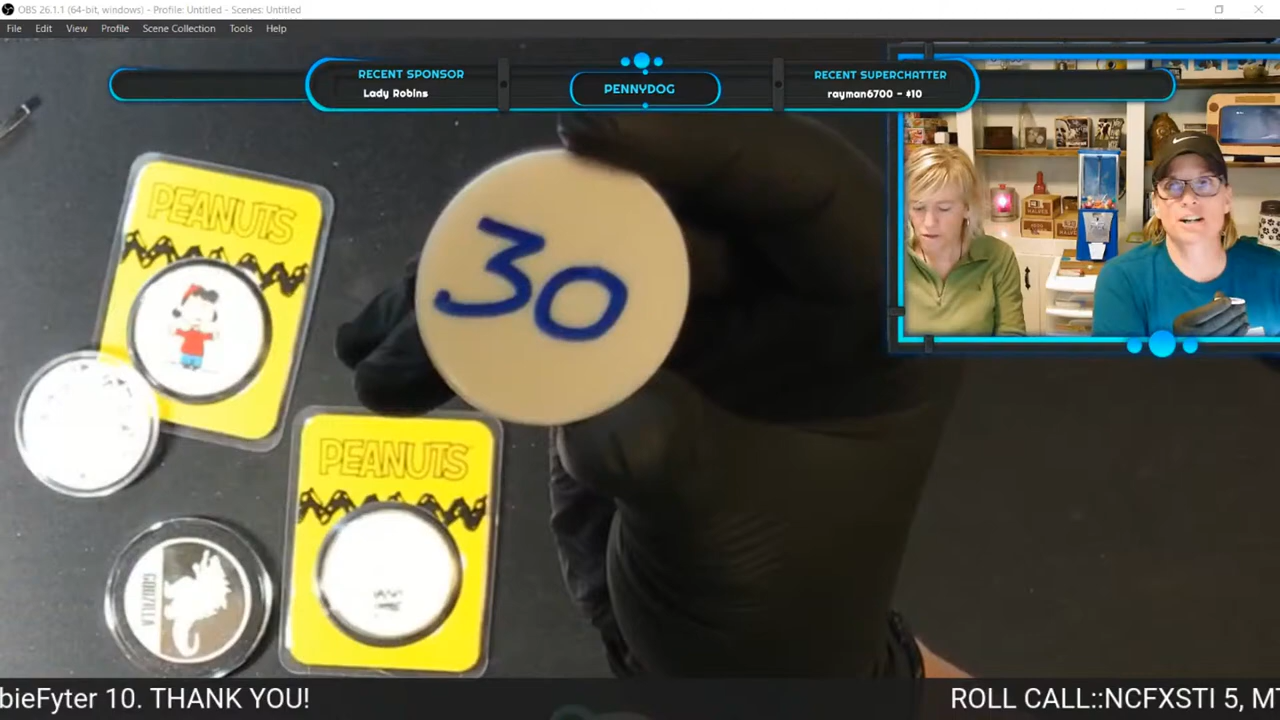 OBS 26.1.1 (64-bit, windows) - Profile: Untitled - Scenes: Untitled
File Edit View Profile Scene Collection Tools Help
RECENT SPONSOR
Lady Robins
PENNYDOG
RECENT SUPERCHATTER
rayman6700 - $10
PEANUTS
30
PEANUTS
GODZILLA
bieFyter 10. THANK YOU!
ROLL CALL::NCFXSTI 5, MT